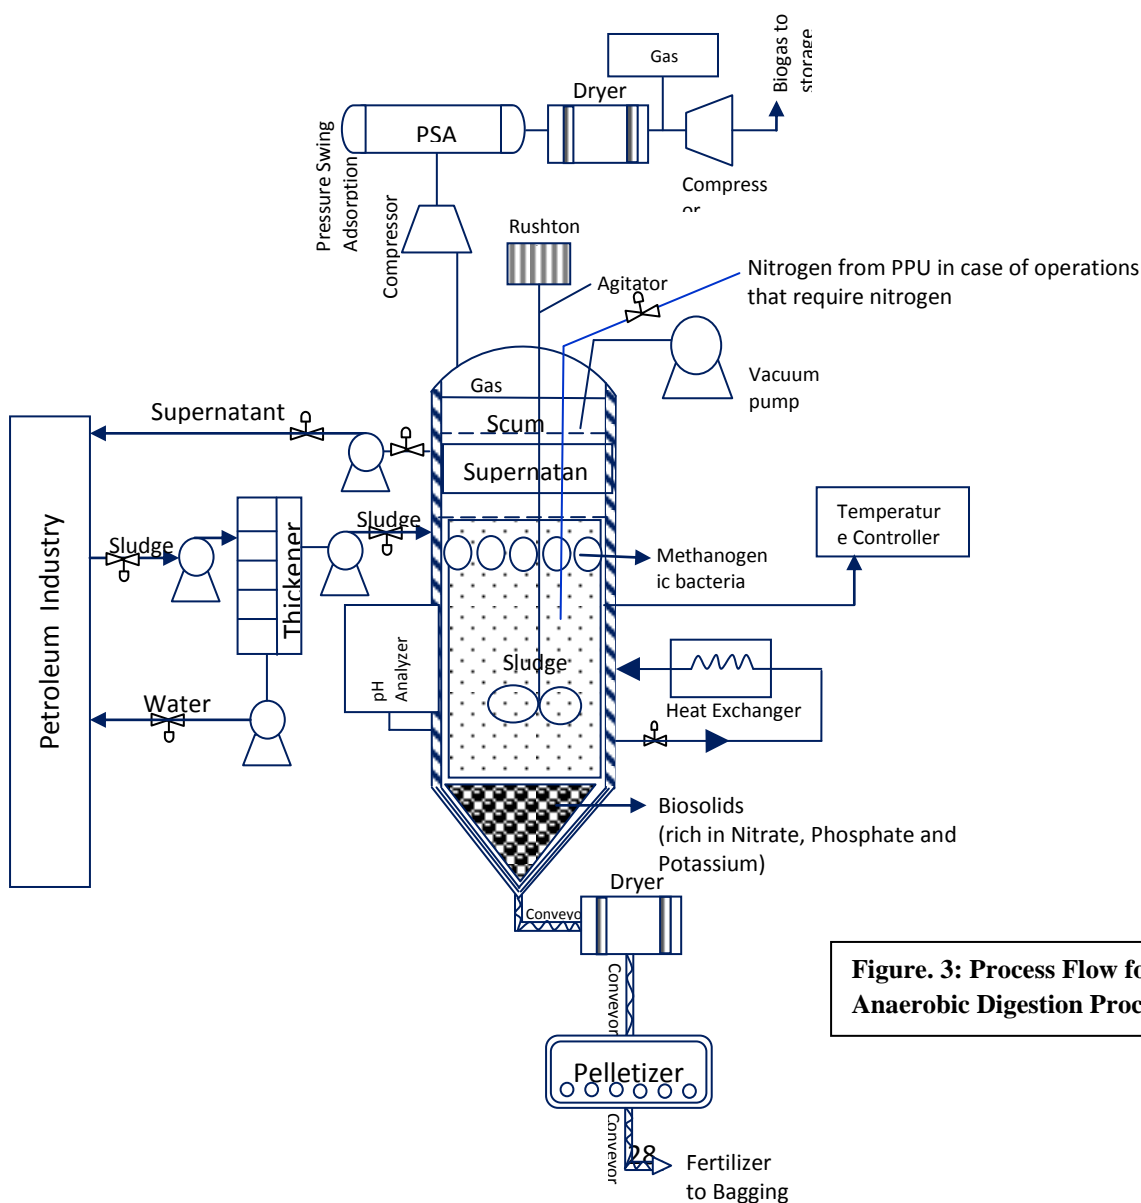 Gas
Biogas to
storage
Dryer
PSA
Pressure Swing
Adsorption
Compressor
Compress
or
Rushton
Agitator
Nitrogen from PPU in case of operations
that require nitrogen
Vacuum
pump
Gas
Scum
Supernatant
Supernatan
Petroleum Industry
Sludge
Thickener
Sludge
Temperatur
e Controller
Methanogen
ic bacteria
pH
Analyzer
Sludge
Water
Heat Exchanger
Biosolids
(rich in Nitrate, Phosphate and
Potassium)
Dryer
Conveyo
Conveyor
Figure. 3: Process Flow fo
Anaerobic Digestion Proc
Pelletizer
Conveyor
28
Fertilizer
to Bagging